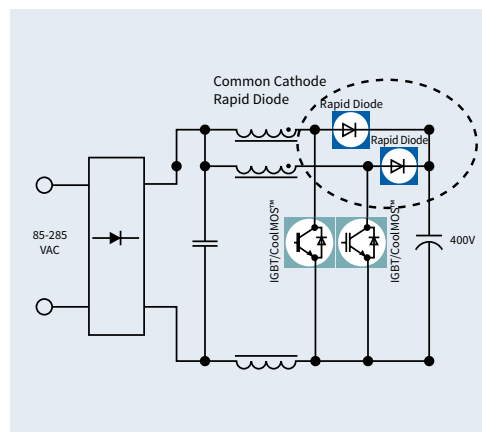 Common Cathode
Rapid Diode
Rapid Diode
Rapid Diode
IGBT/CoolMOS™
IGBT/CoolMOS™
85-285
VAC
400V